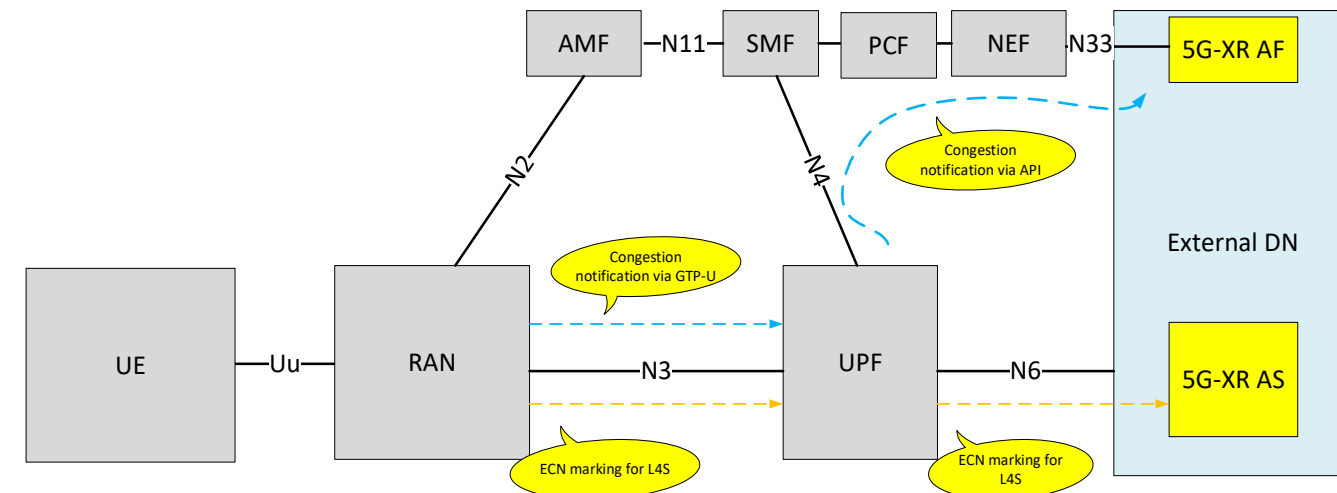 AMF
N11
SMF
PCF
NEF
N33
5G-XR AF
Congestion
notification via API
N2
N4
External DN
Congestion
notification via GTP-U
UE
Uu
RAN
N3
UPF
N6
5G-XR AS
ECN marking for L4S
ECN marking for
L4S